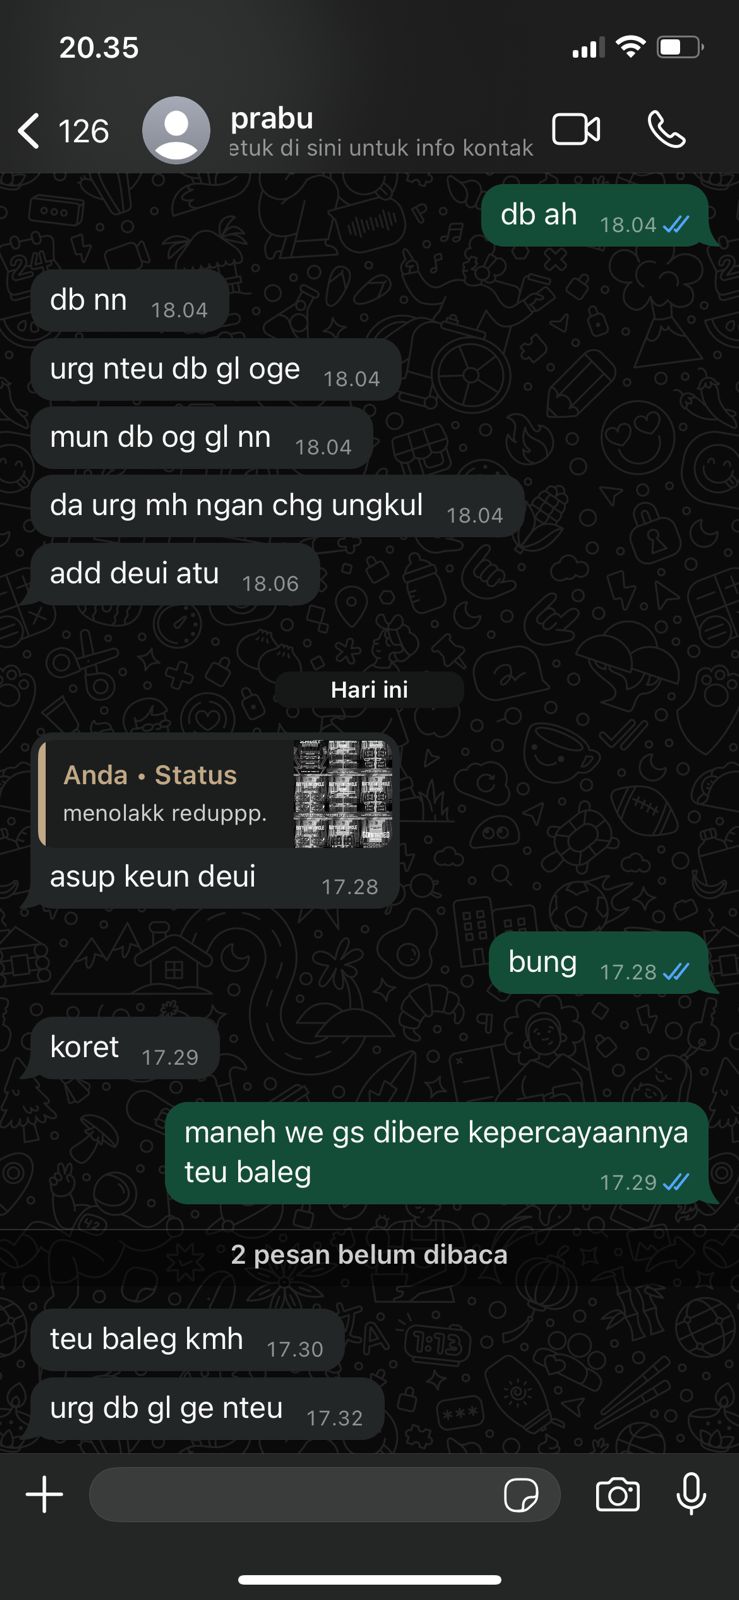 20.35
126
prabu
etuk di sini untuk info kontak
db ah 18.04
db nn 18.04
urg nteu db gl oge 18.04
mun db og gl nn 18.04
da urg mh ngan chg ungkul 18.04
add deui atu 18.06
Hari ini
Anda • Status
menolakk reduppp.
asup keun deui 17.28
bung 17.28
koret 17.29
maneh we gs dibere kepercayaannya
teu baleg 17.29
2 pesan belum dibaca
teu baleg kmh 17.30
urg db gl ge nteu 17.32